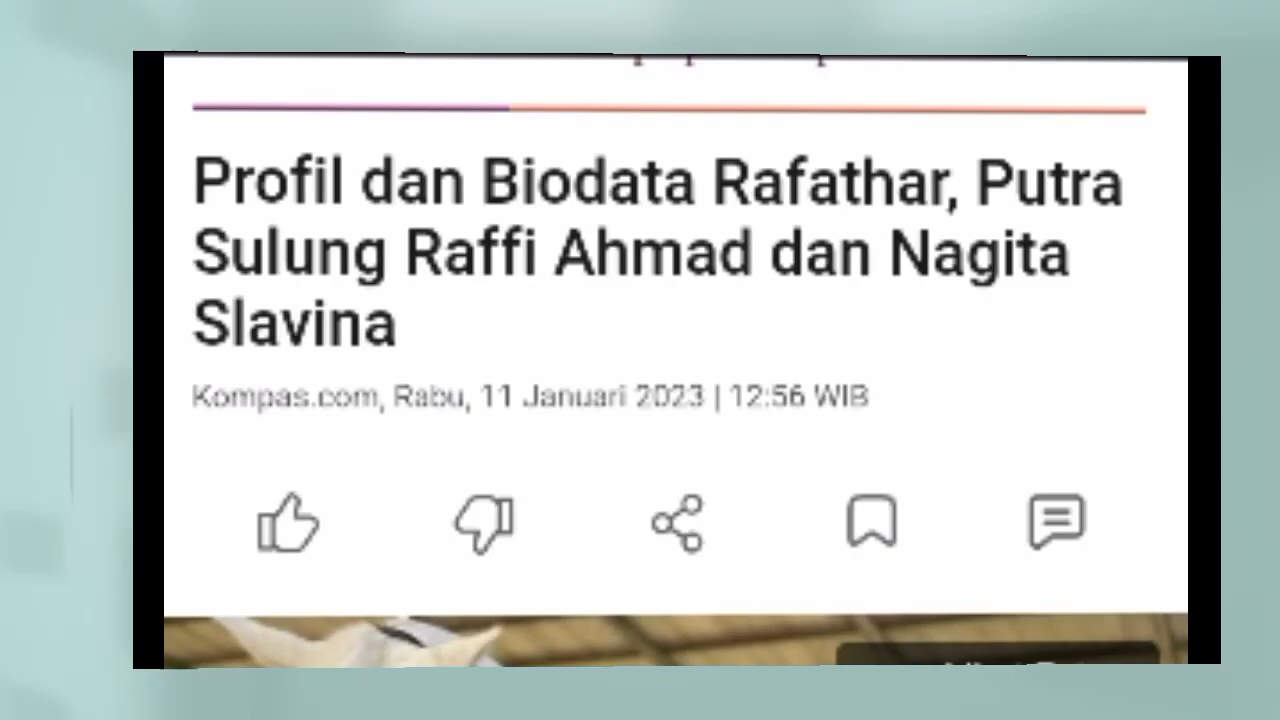 Profil dan Biodata Rafathar, Putra
Sulung Raffi Ahmad dan Nagita
Slavina
Kompas.com, Rabu, 11 Januari 2023 | 12:56 WIB